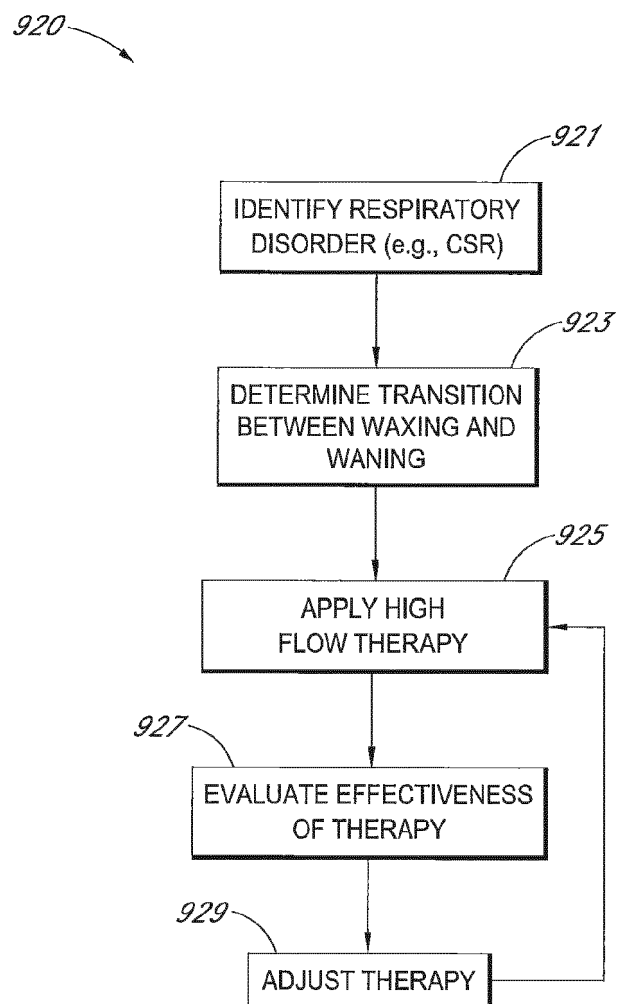 920
921
IDENTIFY RESPIRATORY
DISORDER (e.g., CSR)
923
DETERMINE TRANSITION
BETWEEN WAXING AND
WANING
925
APPLY HIGH
FLOW THERAPY
927
EVALUATE EFFECTIVENESS
OF THERAPY
929
ADJUST THERAPY